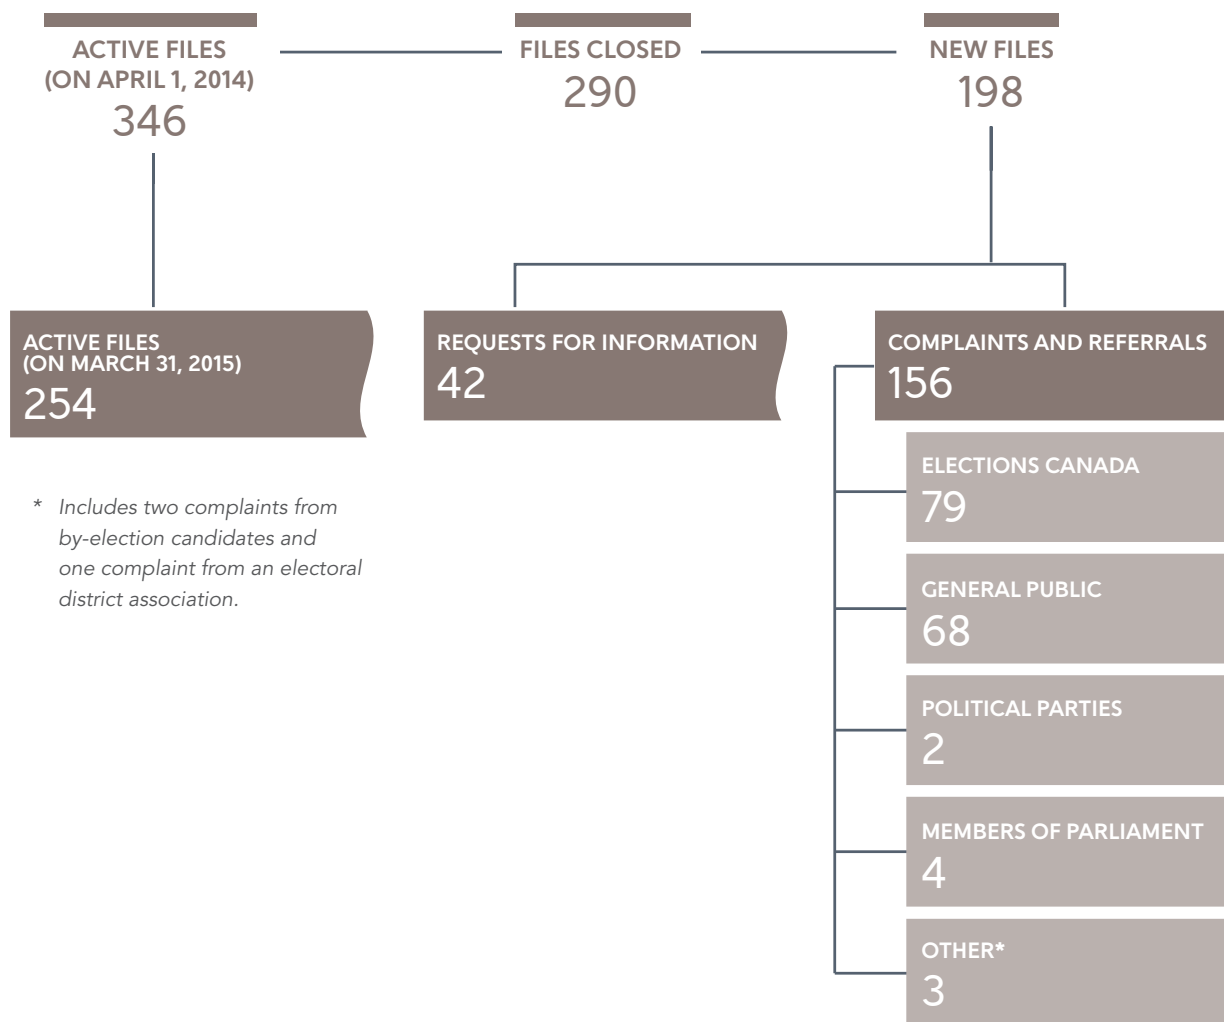 ACTIVE FILES
(ON APRIL 1, 2014)
346
FILES CLOSED
290
NEW FILES
198
ACTIVE FILES
(ON MARCH 31, 2015)
254
* Includes two complaints from
by-election candidates and
one complaint from an electoral
district association.
REQUESTS FOR INFORMATION
42
COMPLAINTS AND REFERRALS
156
ELECTIONS CANADA
79
GENERAL PUBLIC
68
POLITICAL PARTIES
2
MEMBERS OF PARLIAMENT
4
OTHER*
3